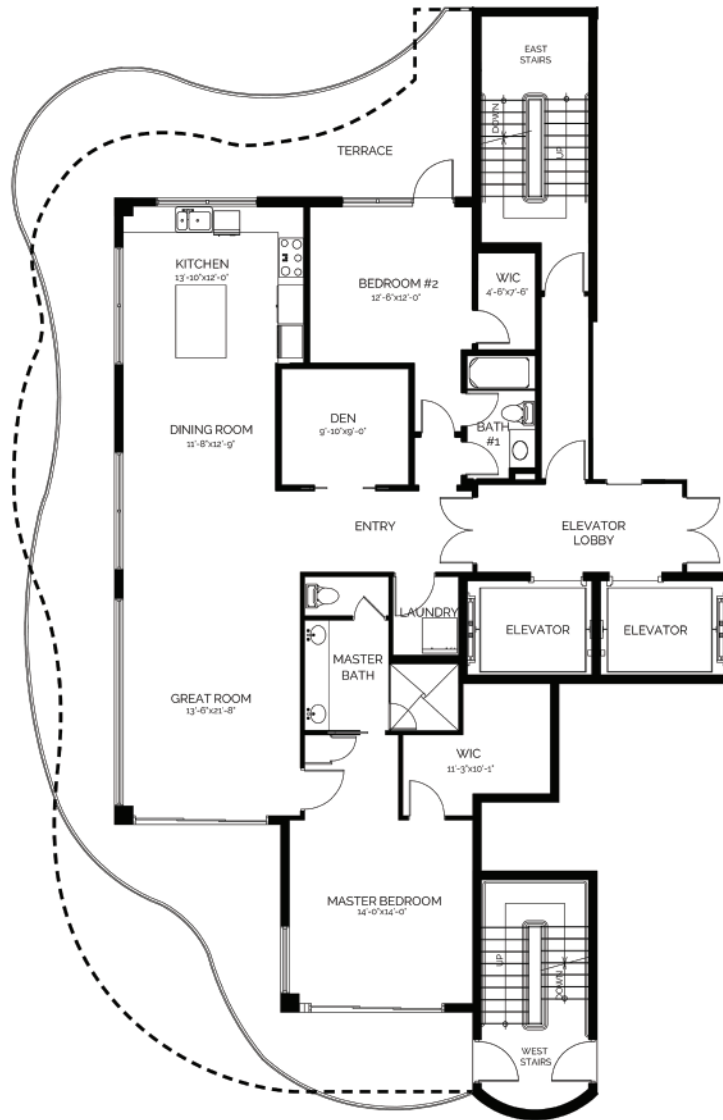 EAST
STAIRS
DOWN
UP
TERRACE
KITCHEN
13'-10"x12'-0"
BEDROOM #2
12'-6"x12'-0"
WIC
4'-6"x7'-6"
DINING ROOM
11'-8"x12'-9"
DEN
9'-10"x9'-0"
BATH
#1
ENTRY
ELEVATOR
LOBBY
LAUNDRY
ELEVATOR
ELEVATOR
MASTER
BATH
GREAT ROOM
13'-6"x21'-8"
WIC
11'-3"x10'-1"
MASTER BEDROOM
14'-0"x14'-0"
UP
DOWN
WEST
STAIRS